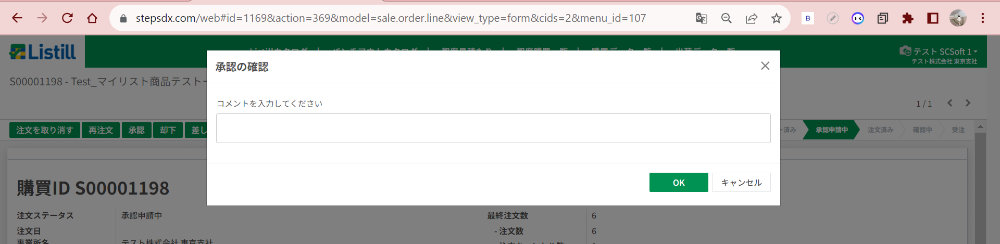 stepsdx.com/web#id=1169&action=369&model=sale.order.line&view_type=form&cids=2&menu_id=107
B
Listill
テスト SCSoft 1
テスト株式会社 東京支社
承認の確認
S00001198 - Test_マイリスト商品テスト
コメントを入力してください
1 / 1
注文を取り消す 再注文 承認 却下 差し
済み 承認申請中 注文済み 確認中 受注
OK キャンセル
購買ID S00001198
注文ステータス 承認申請中 最終注文数 6
注文日 - 注文数 6
事業所名 テスト株式会社 東京支社